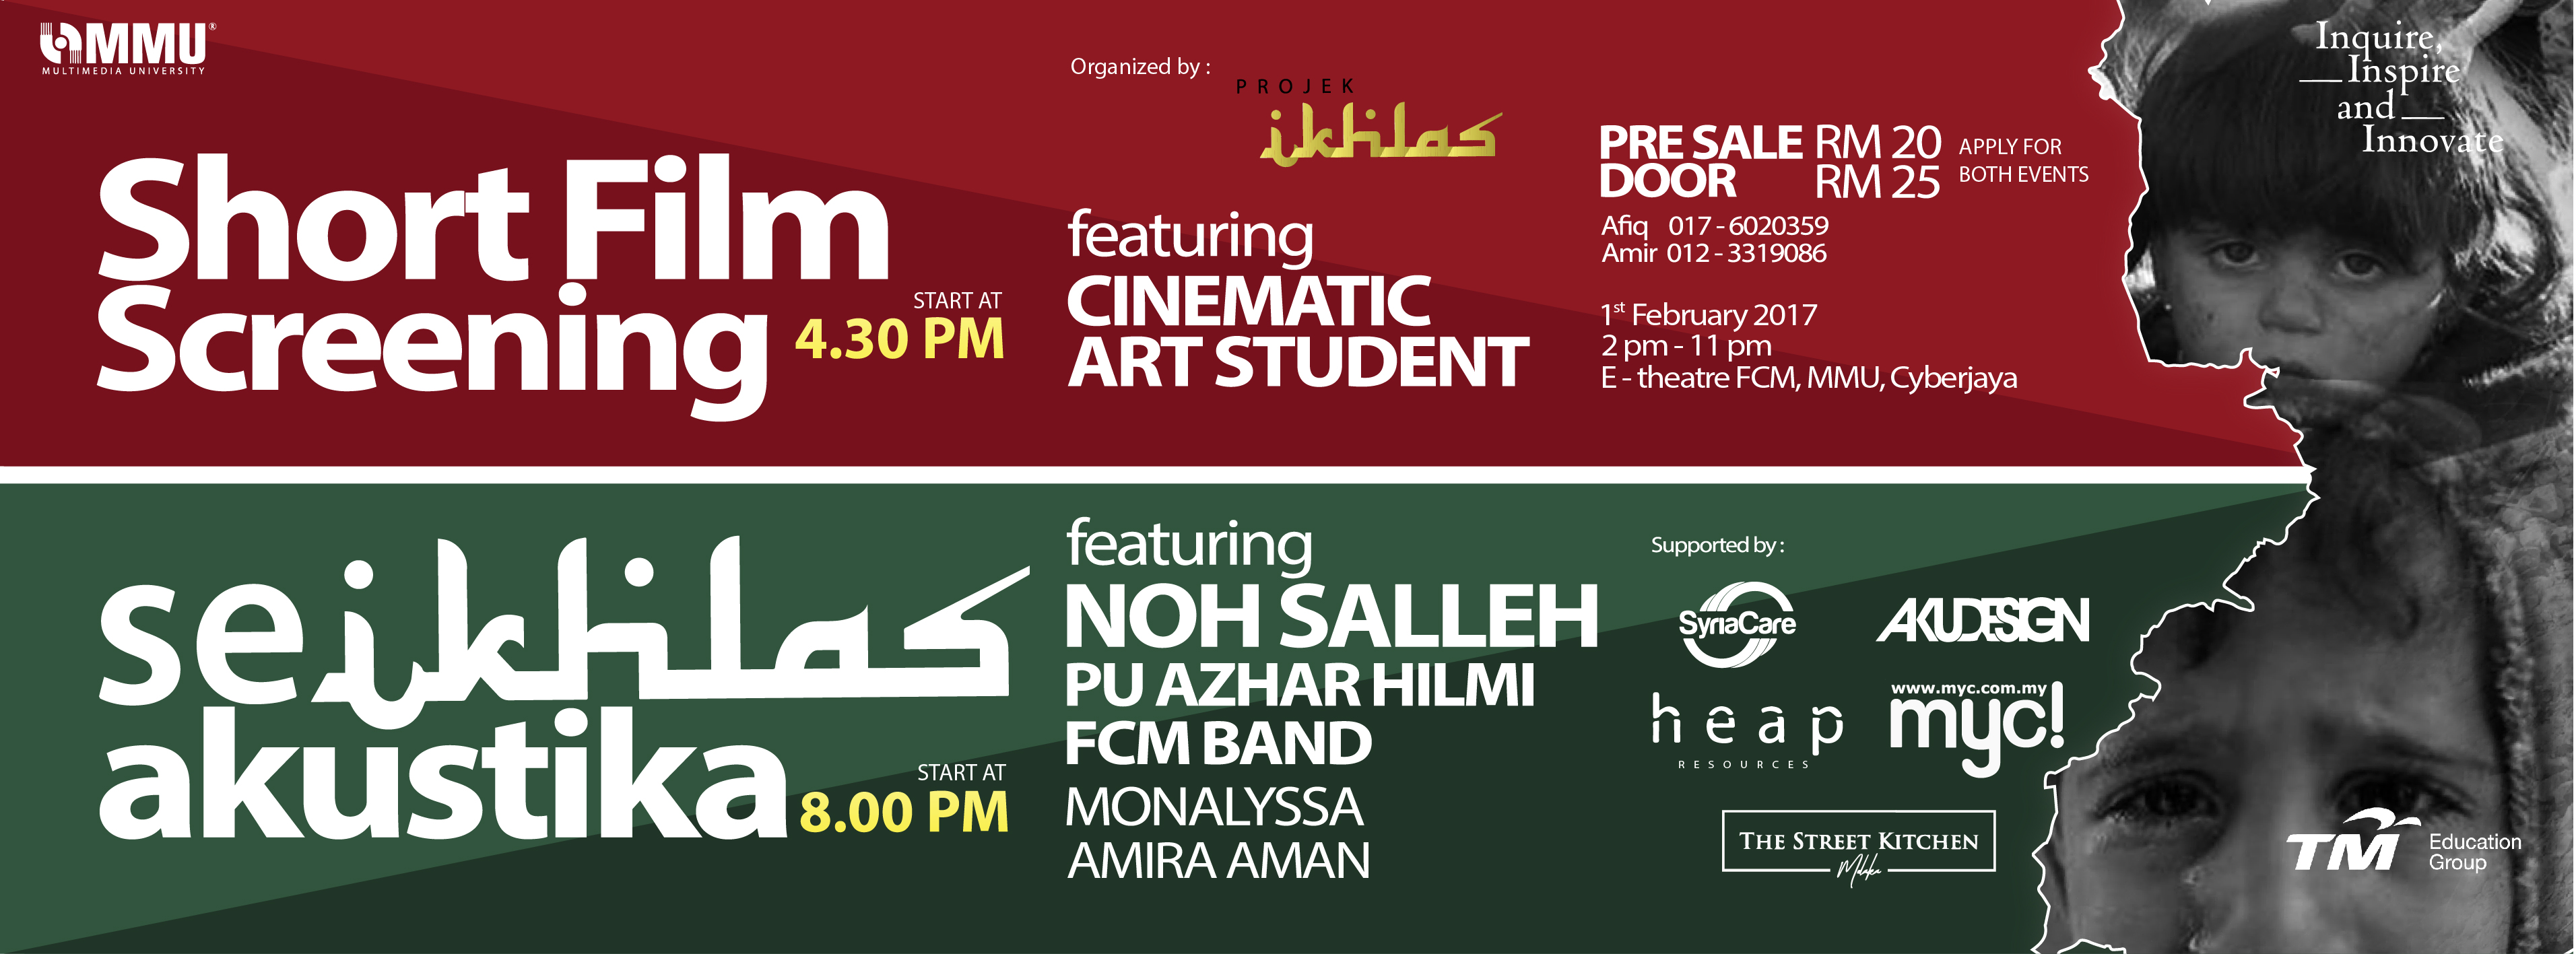 MMU®
MULTIMEDIA UNIVERSITY
Short Film
Screening
START AT
4.30 PM
Organized by :
PROJEK
ikhlas
featuring
CINEMATIC
ART STUDENT
PRE SALE RM 20
DOOR RM 25
APPLY FOR
BOTH EVENTS
Afiq 017 - 6020359
Amir 012 - 3319086
1st February 2017
2 pm - 11 pm
E - theatre FCM, MMU, Cyberjaya
Inquire,
Inspire
and
Innovate
seikhlas
akustika
START AT
8.00 PM
featuring
NOH SALLEH
PU AZHAR HILMI
FCM BAND
MONALYSSA
AMIRA AMAN
Supported by :
SyriaCare
AKUDESIGN
heap
RESOURCES
www.myc.com.my
myc!
THE STREET KITCHEN
Melaka
TM
Education
Group